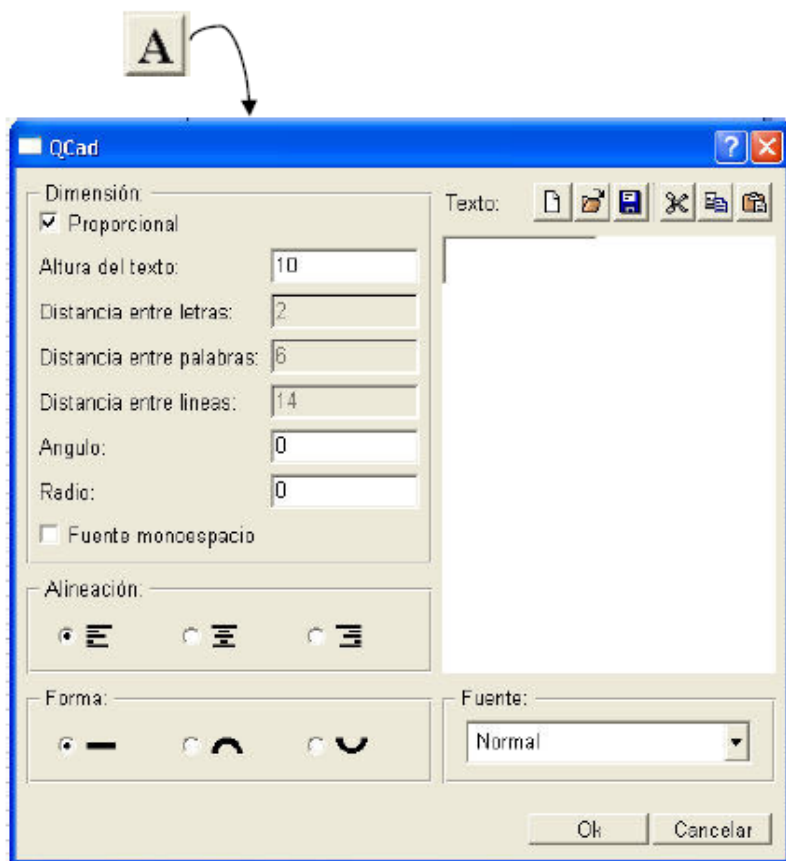 A
QCad
Dimensión:
Proporcional
Altura del texto: 10
Distancia entre letras: 2
Distancia entre palabras: 6
Distancia entre lineas: 14
Angulo: 0
Radio: 0
Fuente monoespacio
Alineación:
Forma:
Texto:
Fuente:
Normal
Ok Cancelar